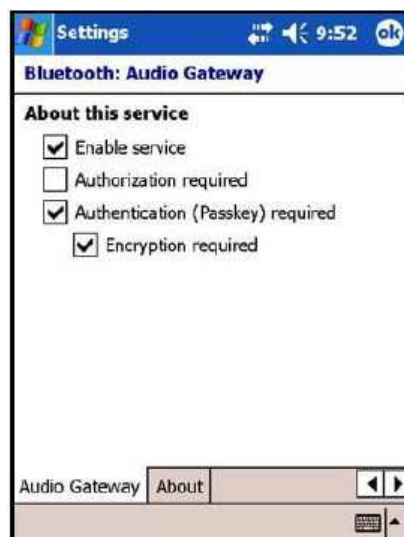 Settings 9:52 ok
Bluetooth: Audio Gateway
About this service
Enable service
Authorization required
Authentication (Passkey) required
Encryption required
Audio Gateway About